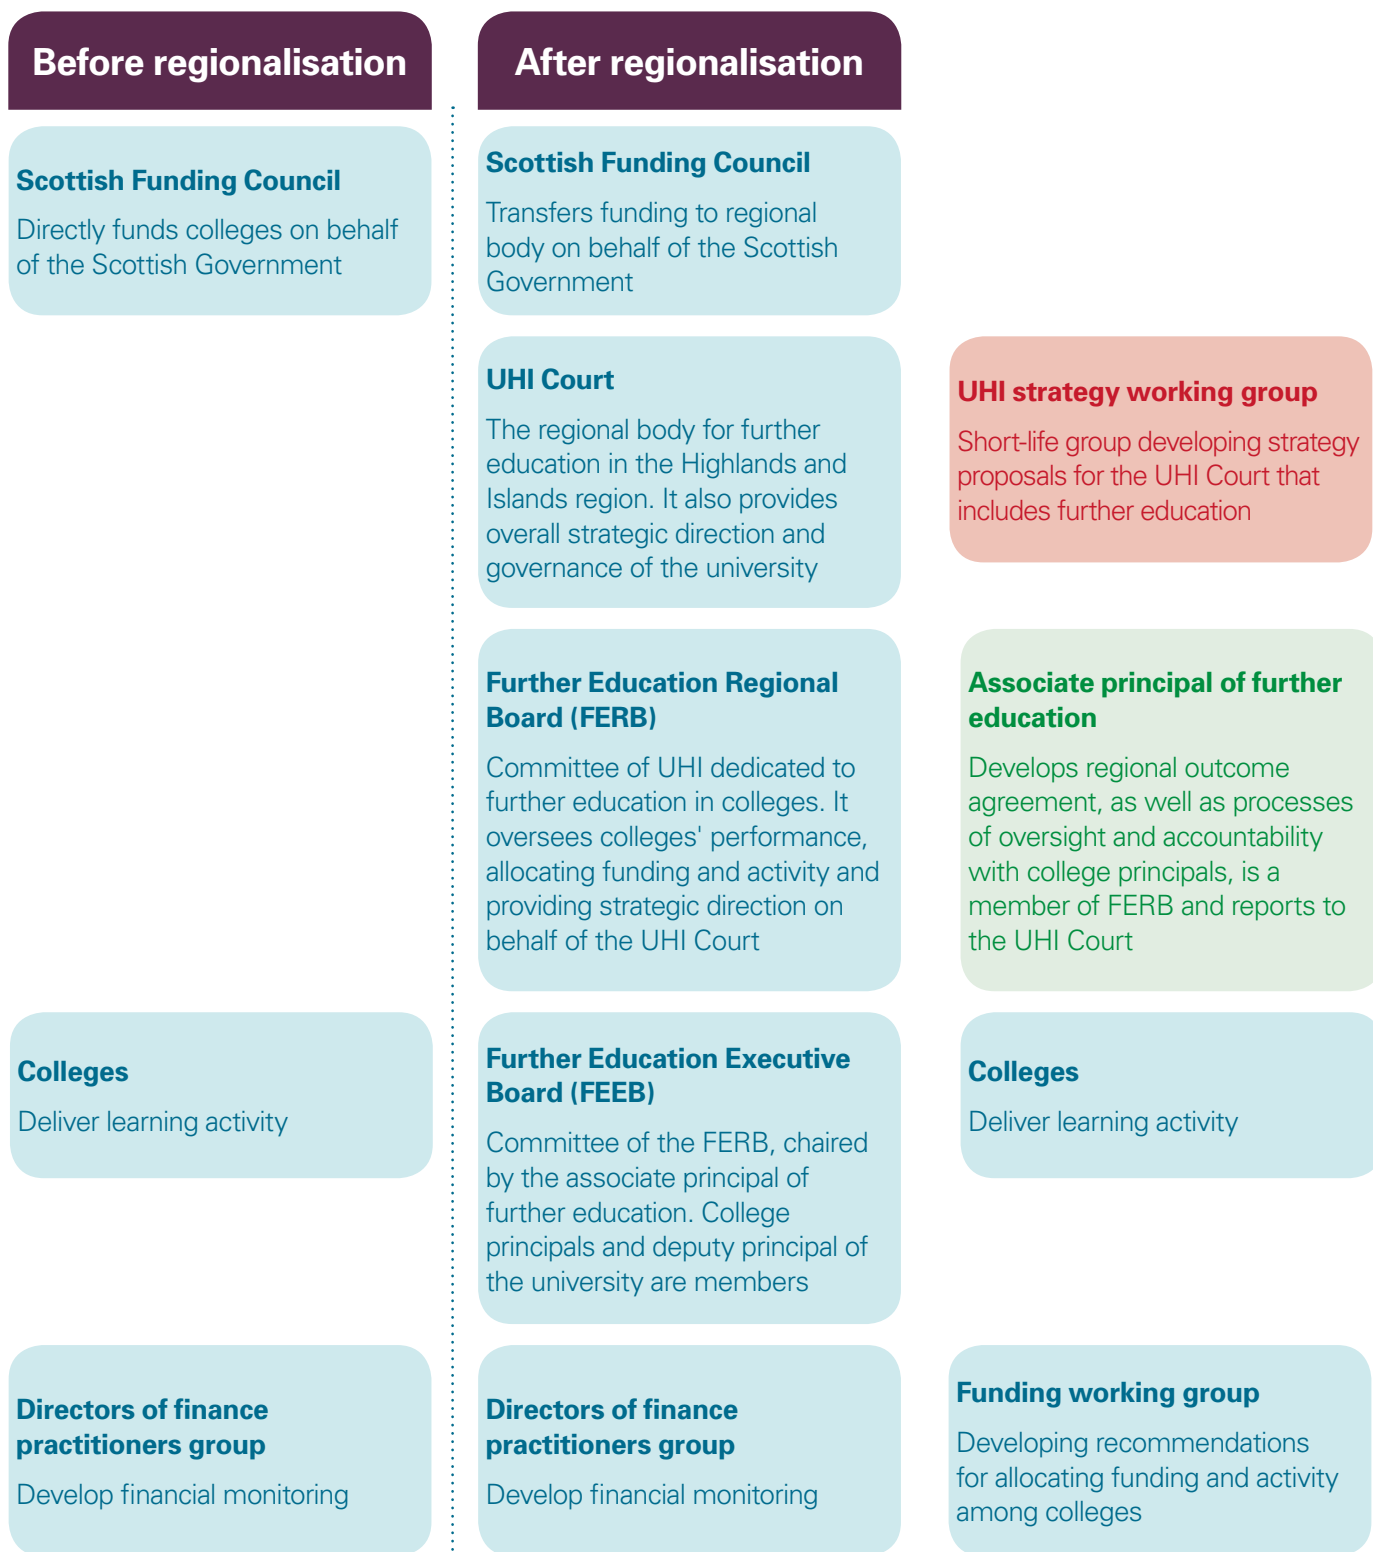 Before regionalisation
After regionalisation
Scottish Funding Council
Directly funds colleges on behalf
of the Scottish Government
Scottish Funding Council
Transfers funding to regional
body on behalf of the Scottish
Government
UHI Court
The regional body for further
education in the Highlands and
Islands region. It also provides
overall strategic direction and
governance of the university
UHI strategy working group
Short-life group developing strategy
proposals for the UHI Court that
includes further education
Further Education Regional
Board (FERB)
Committee of UHI dedicated to
further education in colleges. It
oversees colleges' performance,
allocating funding and activity and
providing strategic direction on
behalf of the UHI Court
Associate principal of further
education
Develops regional outcome
agreement, as well as processes
of oversight and accountability
with college principals, is a
member of FERB and reports to
the UHI Court
Colleges
Deliver learning activity
Further Education Executive
Board (FEEB)
Committee of the FERB, chaired
by the associate principal of
further education. College
principals and deputy principal of
the university are members
Colleges
Deliver learning activity
Directors of finance
practitioners group
Develop financial monitoring
Directors of finance
practitioners group
Develop financial monitoring
Funding working group
Developing recommendations
for allocating funding and activity
among colleges